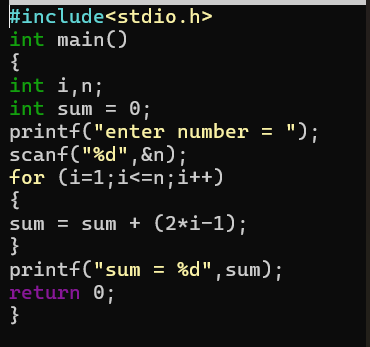 #include<stdio.h>
int main()
{
int i,n;
int sum = 0;
printf("enter number = ");
scanf("%d",&n);
for (i=1;i<=n;i++)
{
sum = sum + (2*i-1);
}
printf("sum = %d",sum);
return 0;
}